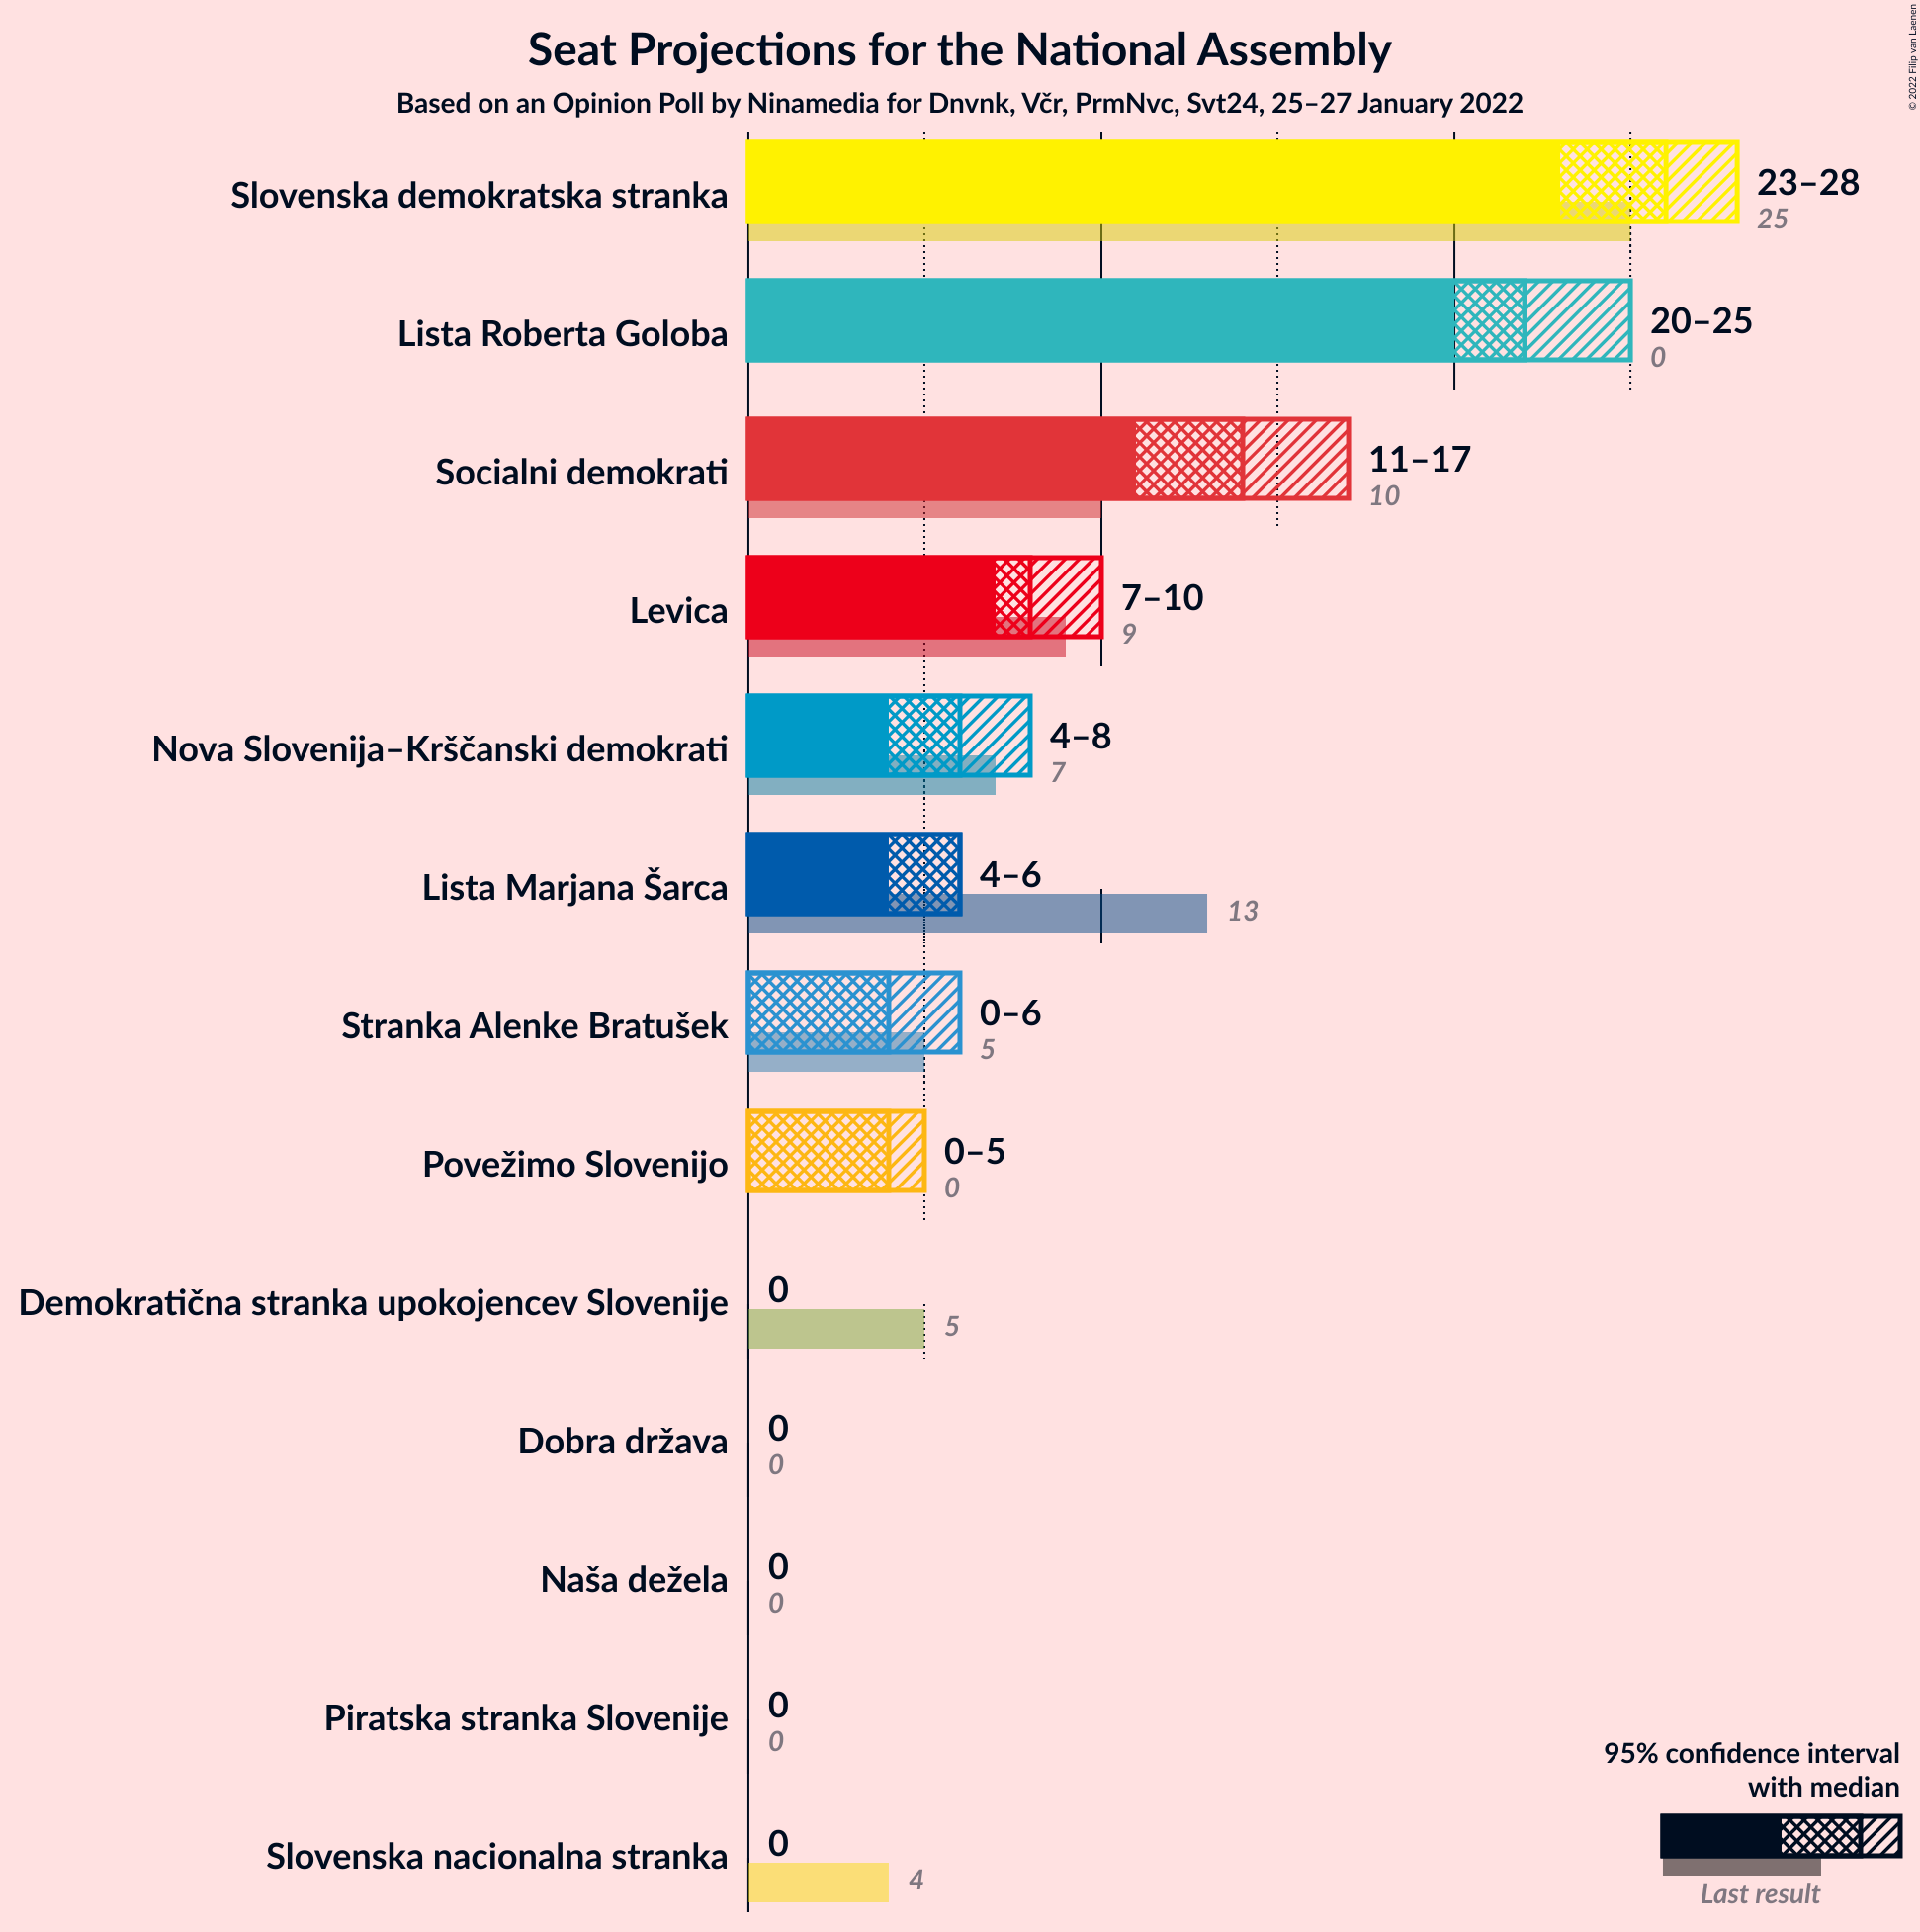 Seat Projections for the National Assembly
Based on an Opinion Poll by Ninamedia for Dnvnk, Včr, PrmNvc, Svt24, 25–27 January 2022
© 2022 Filip van Laenen
Slovenska demokratska stranka
23–28
25
Lista Roberta Goloba
20–25
0
Socialni demokrati
11–17
10
Levica
7–10
9
Nova Slovenija–Krščanski demokrati
4–8
7
Lista Marjana Šarca
4–6
13
Stranka Alenke Bratušek
0–6
5
Povežimo Slovenijo
0–5
0
Demokratična stranka upokojencev Slovenije
0
5
Dobra država
0
0
Naša dežela
0
0
Piratska stranka Slovenije
0
0
Slovenska nacionalna stranka
0
4
95% confidence interval
with median
Last result